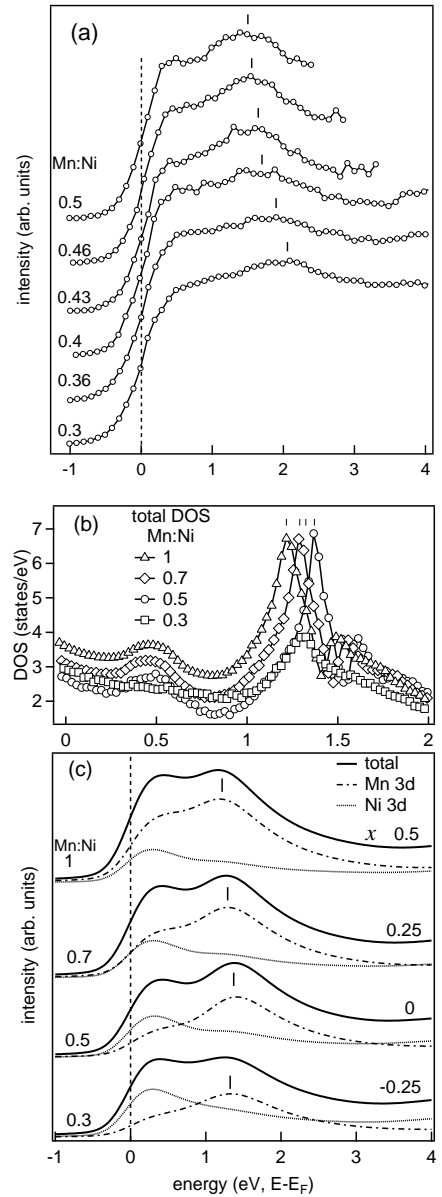 (a)
Mn:Ni
0.5
0.46
0.43
0.4
0.36
0.3
intensity (arb. units)
-1 0 1 2 3 4
(b)
total DOS
Mn:Ni
1
0.7
0.5
0.3
DOS (states/eV)
7
6
5
4
3
2
0 0.5 1.0 1.5 2.0
(c)
total
Mn 3d
Ni 3d
Mn:Ni
x 0.5
1
0.25
0.7
0
0.5
-0.25
0.3
intensity (arb. units)
-1 0 1 2 3 4
energy (eV, E-EF)